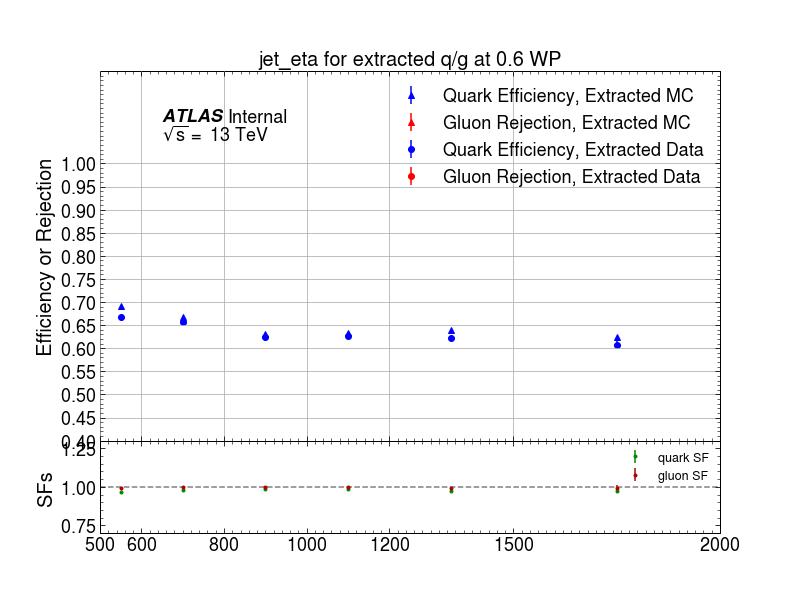 jet_eta for extracted q/g at 0.6 WP
ATLAS Internal
√s = 13 TeV
Quark Efficiency, Extracted MC
Gluon Rejection, Extracted MC
Quark Efficiency, Extracted Data
Gluon Rejection, Extracted Data
Efficiency or Rejection
1.00
0.95
0.90
0.85
0.80
0.75
0.70
0.65
0.60
0.55
0.50
0.45
0.40
SFs
1.25
1.00
0.75
quark SF
gluon SF
500 600 800 1000 1200 1500 2000